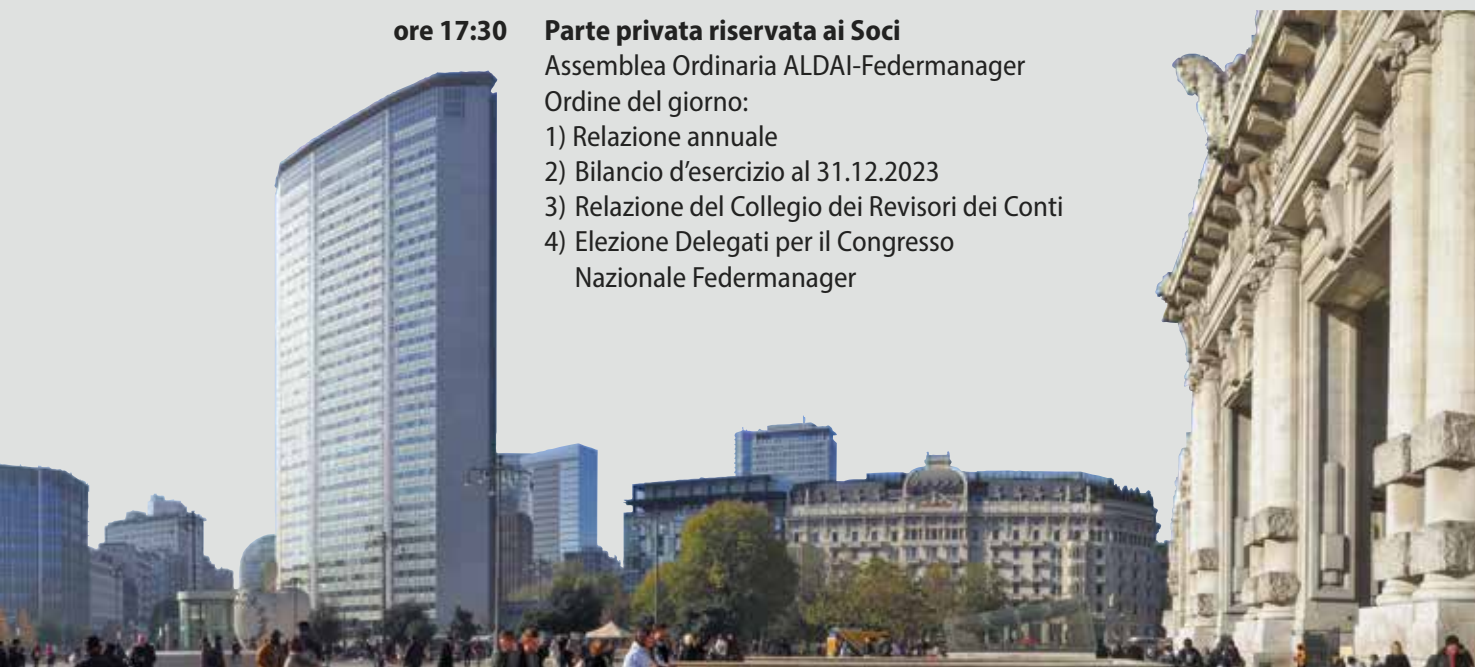 ore 17:30 Parte privata riservata ai Soci
Assemblea Ordinaria ALDAI-Federmanager
Ordine del giorno:
1) Relazione annuale
2) Bilancio d’esercizio al 31.12.2023
3) Relazione del Collegio dei Revisori dei Conti
4) Elezione Delegati per il Congresso
Nazionale Federmanager